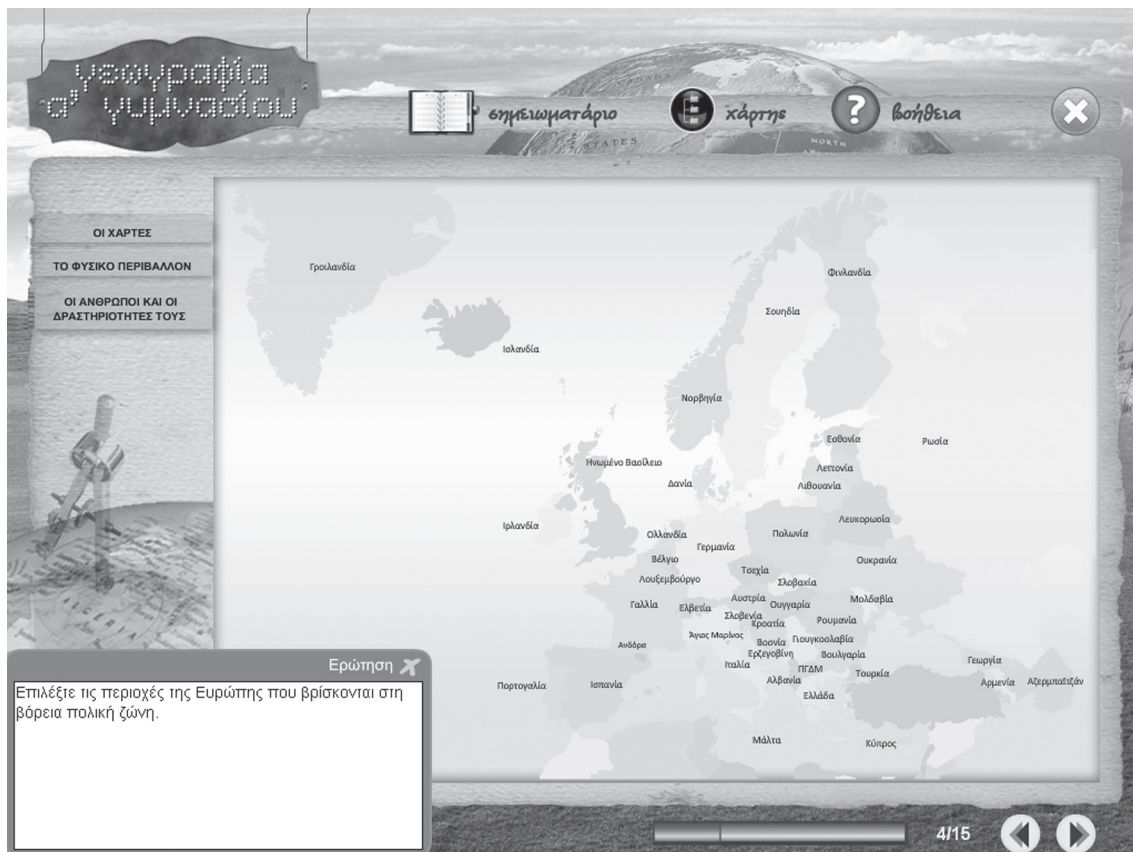 γεωγραφία
α' γυμνασίου
σημειωματάριο
χάρτης
βοήθεια
CANADA
STATES
NORTH
ΟΙ ΧΑΡΤΕΣ
ΤΟ ΦΥΣΙΚΟ ΠΕΡΙΒΑΛΛΟΝ
ΟΙ ΑΝΘΡΩΠΟΙ ΚΑΙ ΟΙ
ΔΡΑΣΤΗΡΙΟΤΗΤΕΣ ΤΟΥΣ
Γροιλανδία
Φινλανδία
Σουηδία
Ισλανδία
Νορβηγία
Εσθονία
Ρωσία
Ηνωμένο Βασίλειο
Λεττονία
Δανία
Λιθουανία
Ιρλανδία
Λευκορωσία
Ολλανδία
Πολωνία
Γερμανία
Βέλγιο
Ουκρανία
Τσεχία
Λουξεμβούργο
Σλοβακία
Γαλλία
Ελβετία
Αυστρία
Ουγγαρία
Μολδαβία
Σλοβενία
Κροατία
Ρουμανία
Άγιος Μαρίνος
Ανδόρα
Βοσνία
Ερζεγοβίνη
Γιουγκοσλαβία
Βουλγαρία
Ιταλία
ΠΓΔΜ
Τουρκία
Γεωργία
Πορτογαλία
Ισπανία
Αλβανία
Αρμενία
Αζερμπαϊτζάν
Ελλάδα
Μάλτα
Κύπρος
NIGERIA
Ερώτηση
Επιλέξτε τις περιοχές της Ευρώπης που βρίσκονται στη
βόρεια πολική ζώνη.
4/15